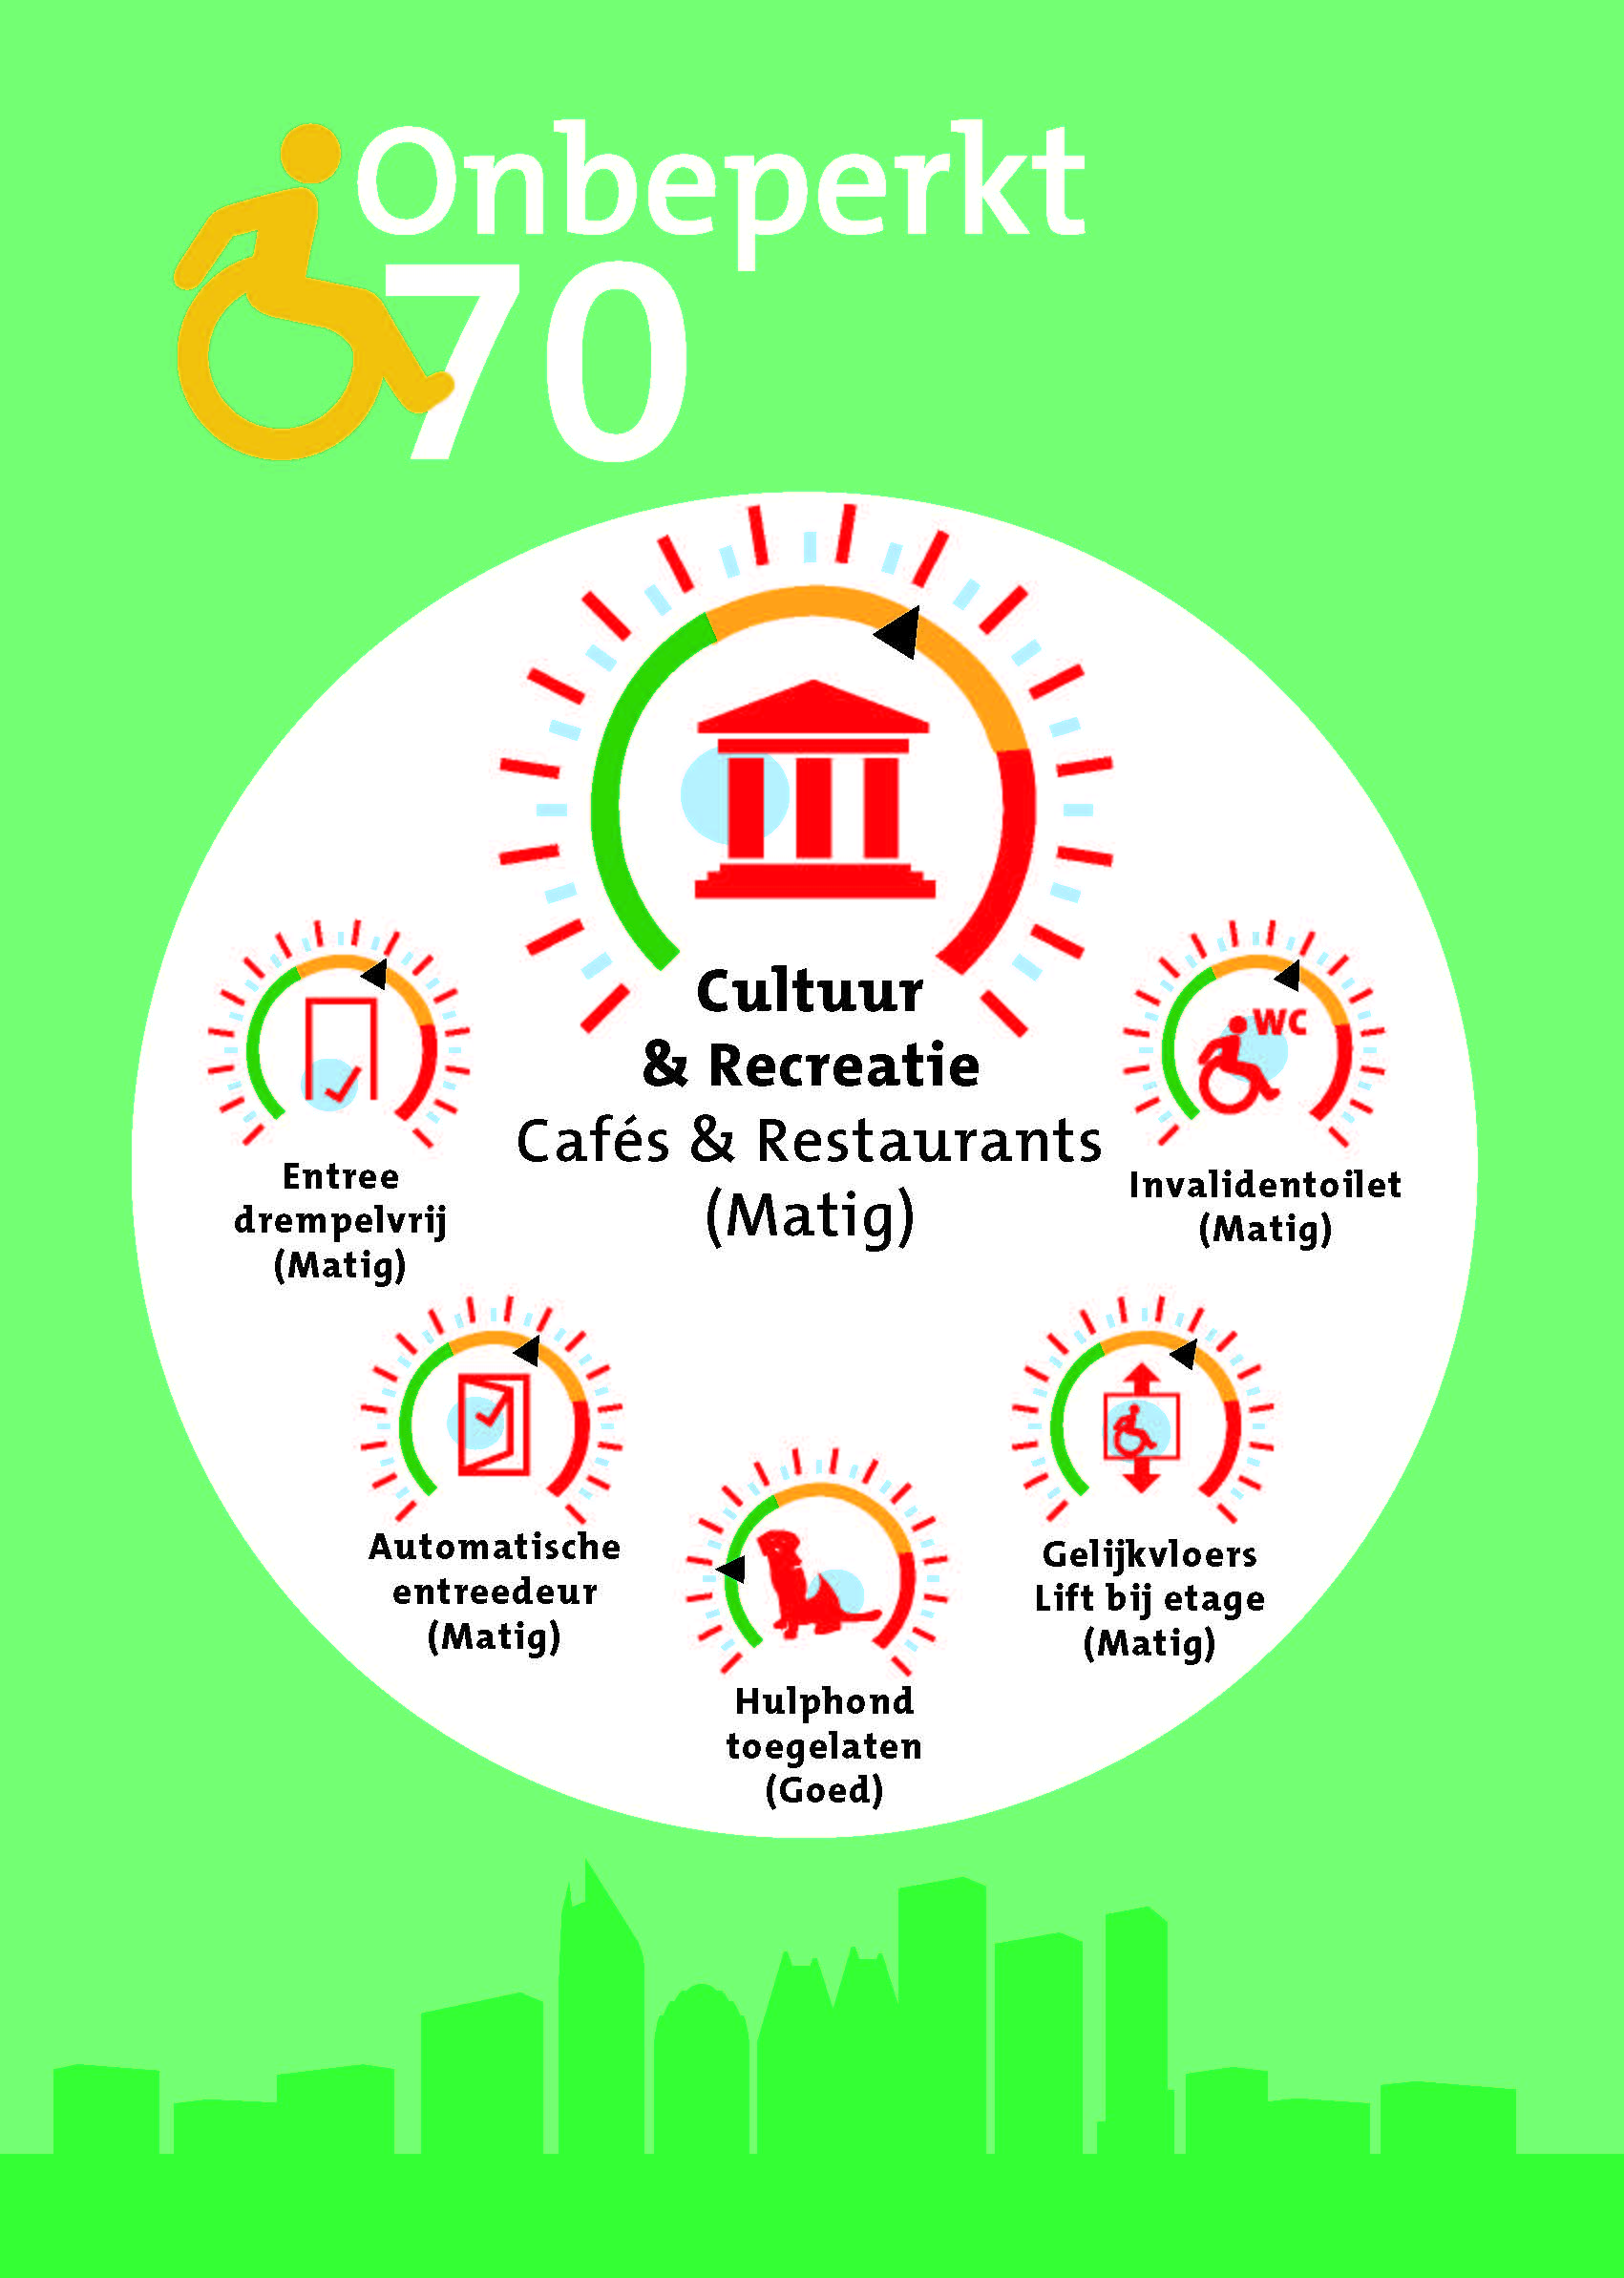 Onbeperkt
70
Cultuur
& Recreatie
Cafés & Restaurants
(Matig)
Entree
drempelvrij
(Matig)
WC
Invalidentoilet
(Matig)
Automatische
entreedeur
(Matig)
Gelijkvloers
Lift bij etage
(Matig)
Hulphond
toegelaten
(Goed)